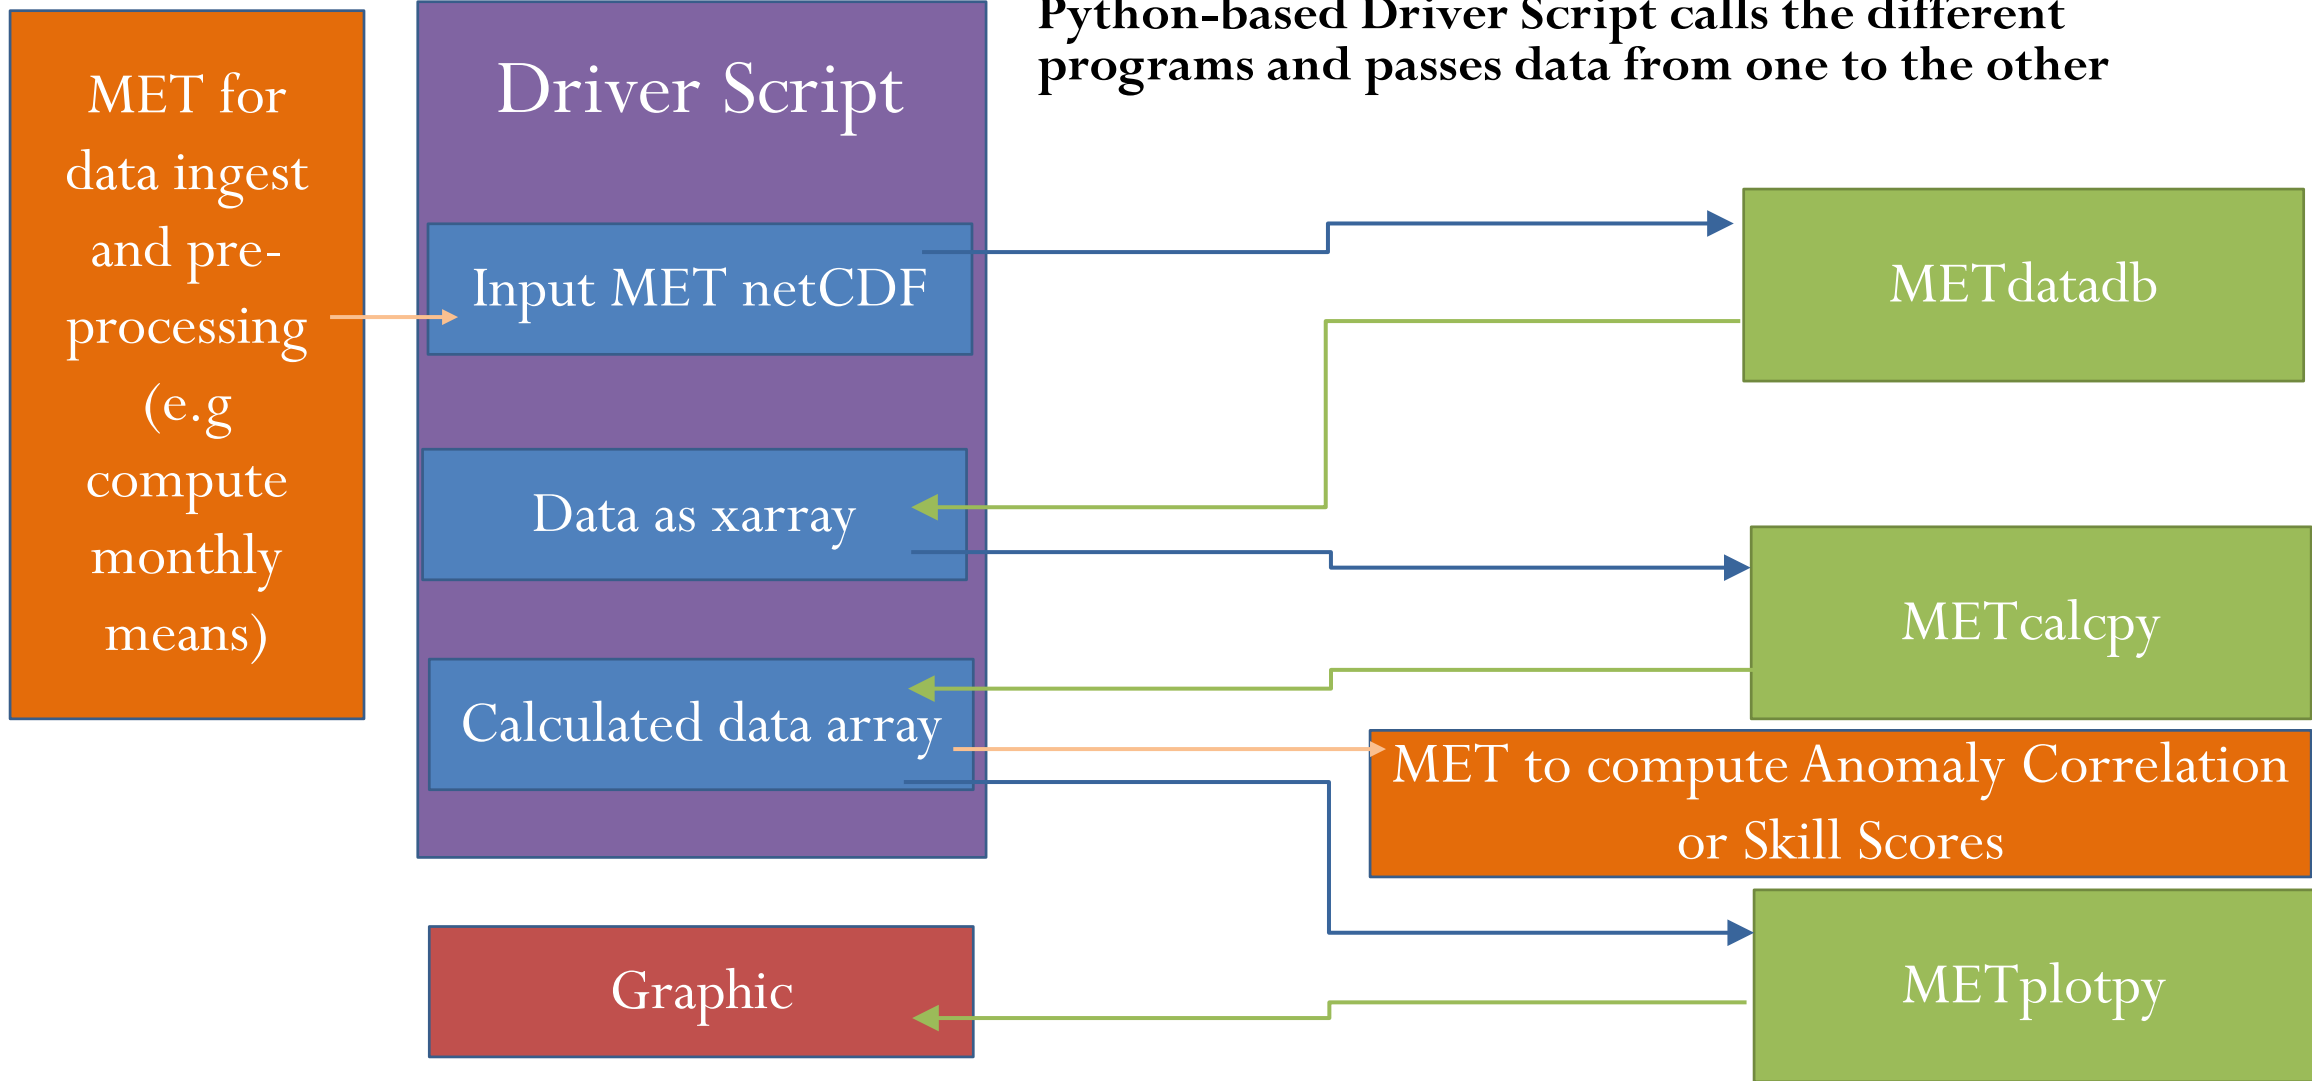 Python-based Driver Script calls the different
programs and passes data from one to the other
MET for
data ingest
and pre-
processing
(e.g
compute
monthly
means)
Driver Script
Input MET netCDF
Data as xarray
Calculated data array
Graphic
METdatadb
METcalcpy
MET to compute Anomaly Correlation
or Skill Scores
METplotpy